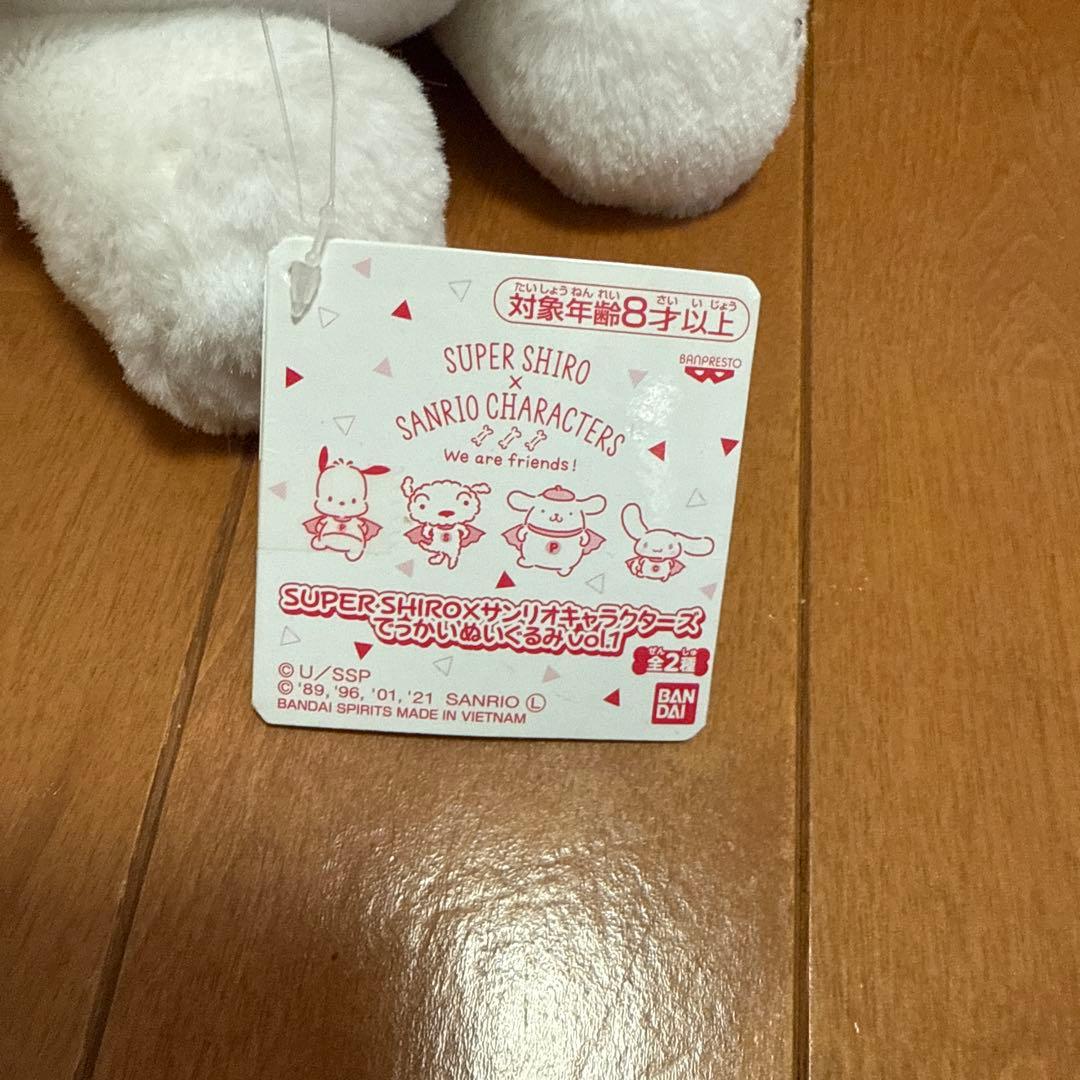 たいしょうねんれい さい いじょう
対象年齢8才以上
BANPRESTO
SUPER SHIRO
×
SANRIO CHARACTERS
We are friends!
P
S
P
C
SUPER SHIRO×サンリオキャラクターズ
でっかいぬいぐるみvol.1
ぜん しゅ
全2種
© U/SSP
© '89, '96, '01, '21 SANRIO Ⓛ
BANDAI SPIRITS MADE IN VIETNAM
BAN
DAI